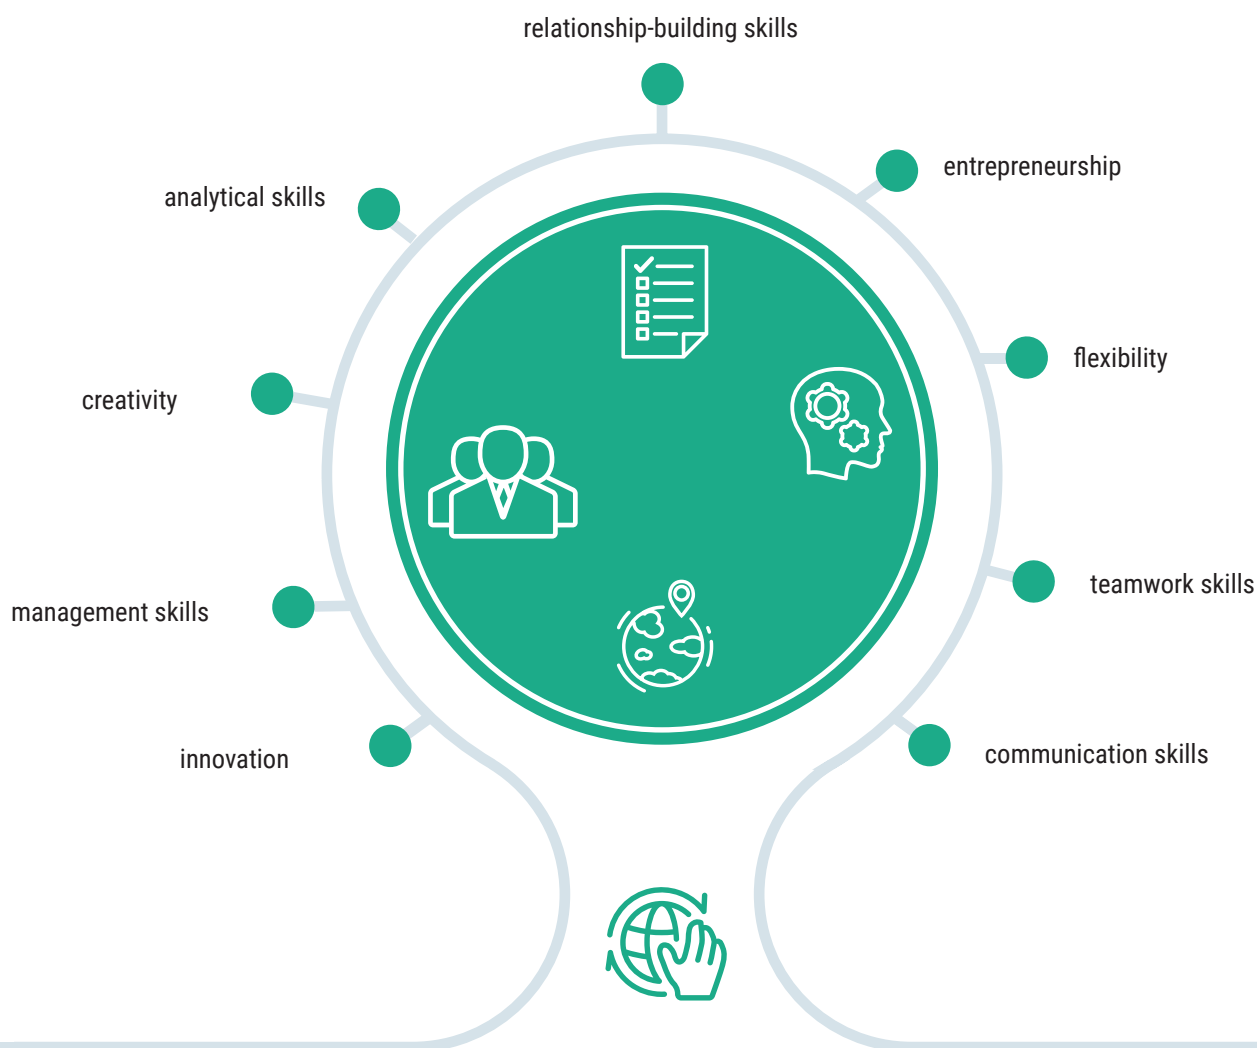 relationship-building skills
entrepreneurship
analytical skills
flexibility
creativity
teamwork skills
management skills
communication skills
innovation